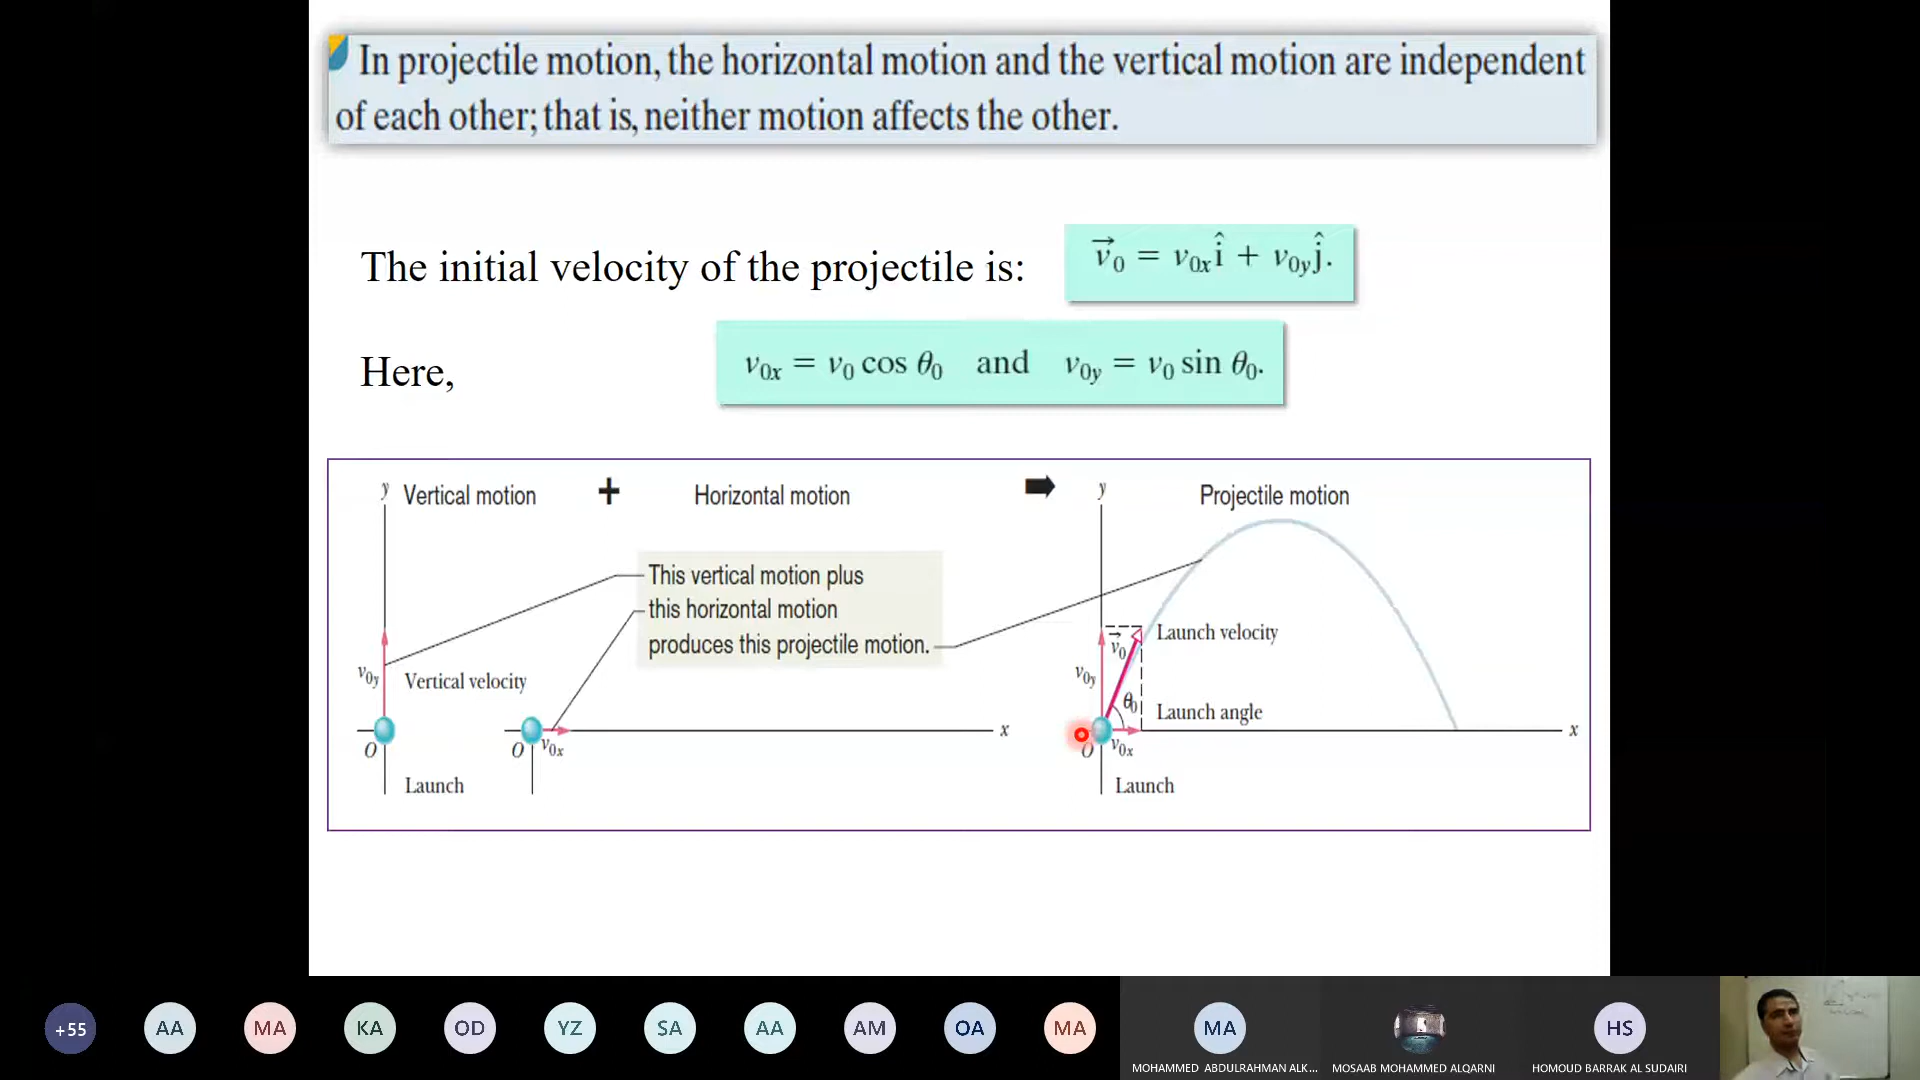 In projectile motion, the horizontal motion and the vertical motion are independent
of each other; that is, neither motion affects the other.
The initial velocity of the projectile is:
v⃗₀ = v₀ₓî + v₀yĵ.
Here,
v₀ₓ = v₀ cos θ₀ and v₀y = v₀ sin θ₀.
y Vertical motion + Horizontal motion y Projectile motion
This vertical motion plus
this horizontal motion
produces this projectile motion.
v⃗₀ Launch velocity
v₀y Vertical velocity
v₀y
θ₀ Launch angle
x
x
O
O v₀ₓ
O v₀ₓ
Launch
Launch
+55 AA MA KA OD YZ SA AA AM OA MA MA HS
MOHAMMED ABDULRAHMAN ALK...
MOSAAB MOHAMMED ALQARNI
HOMOUD BARRAK AL SUDAIRI